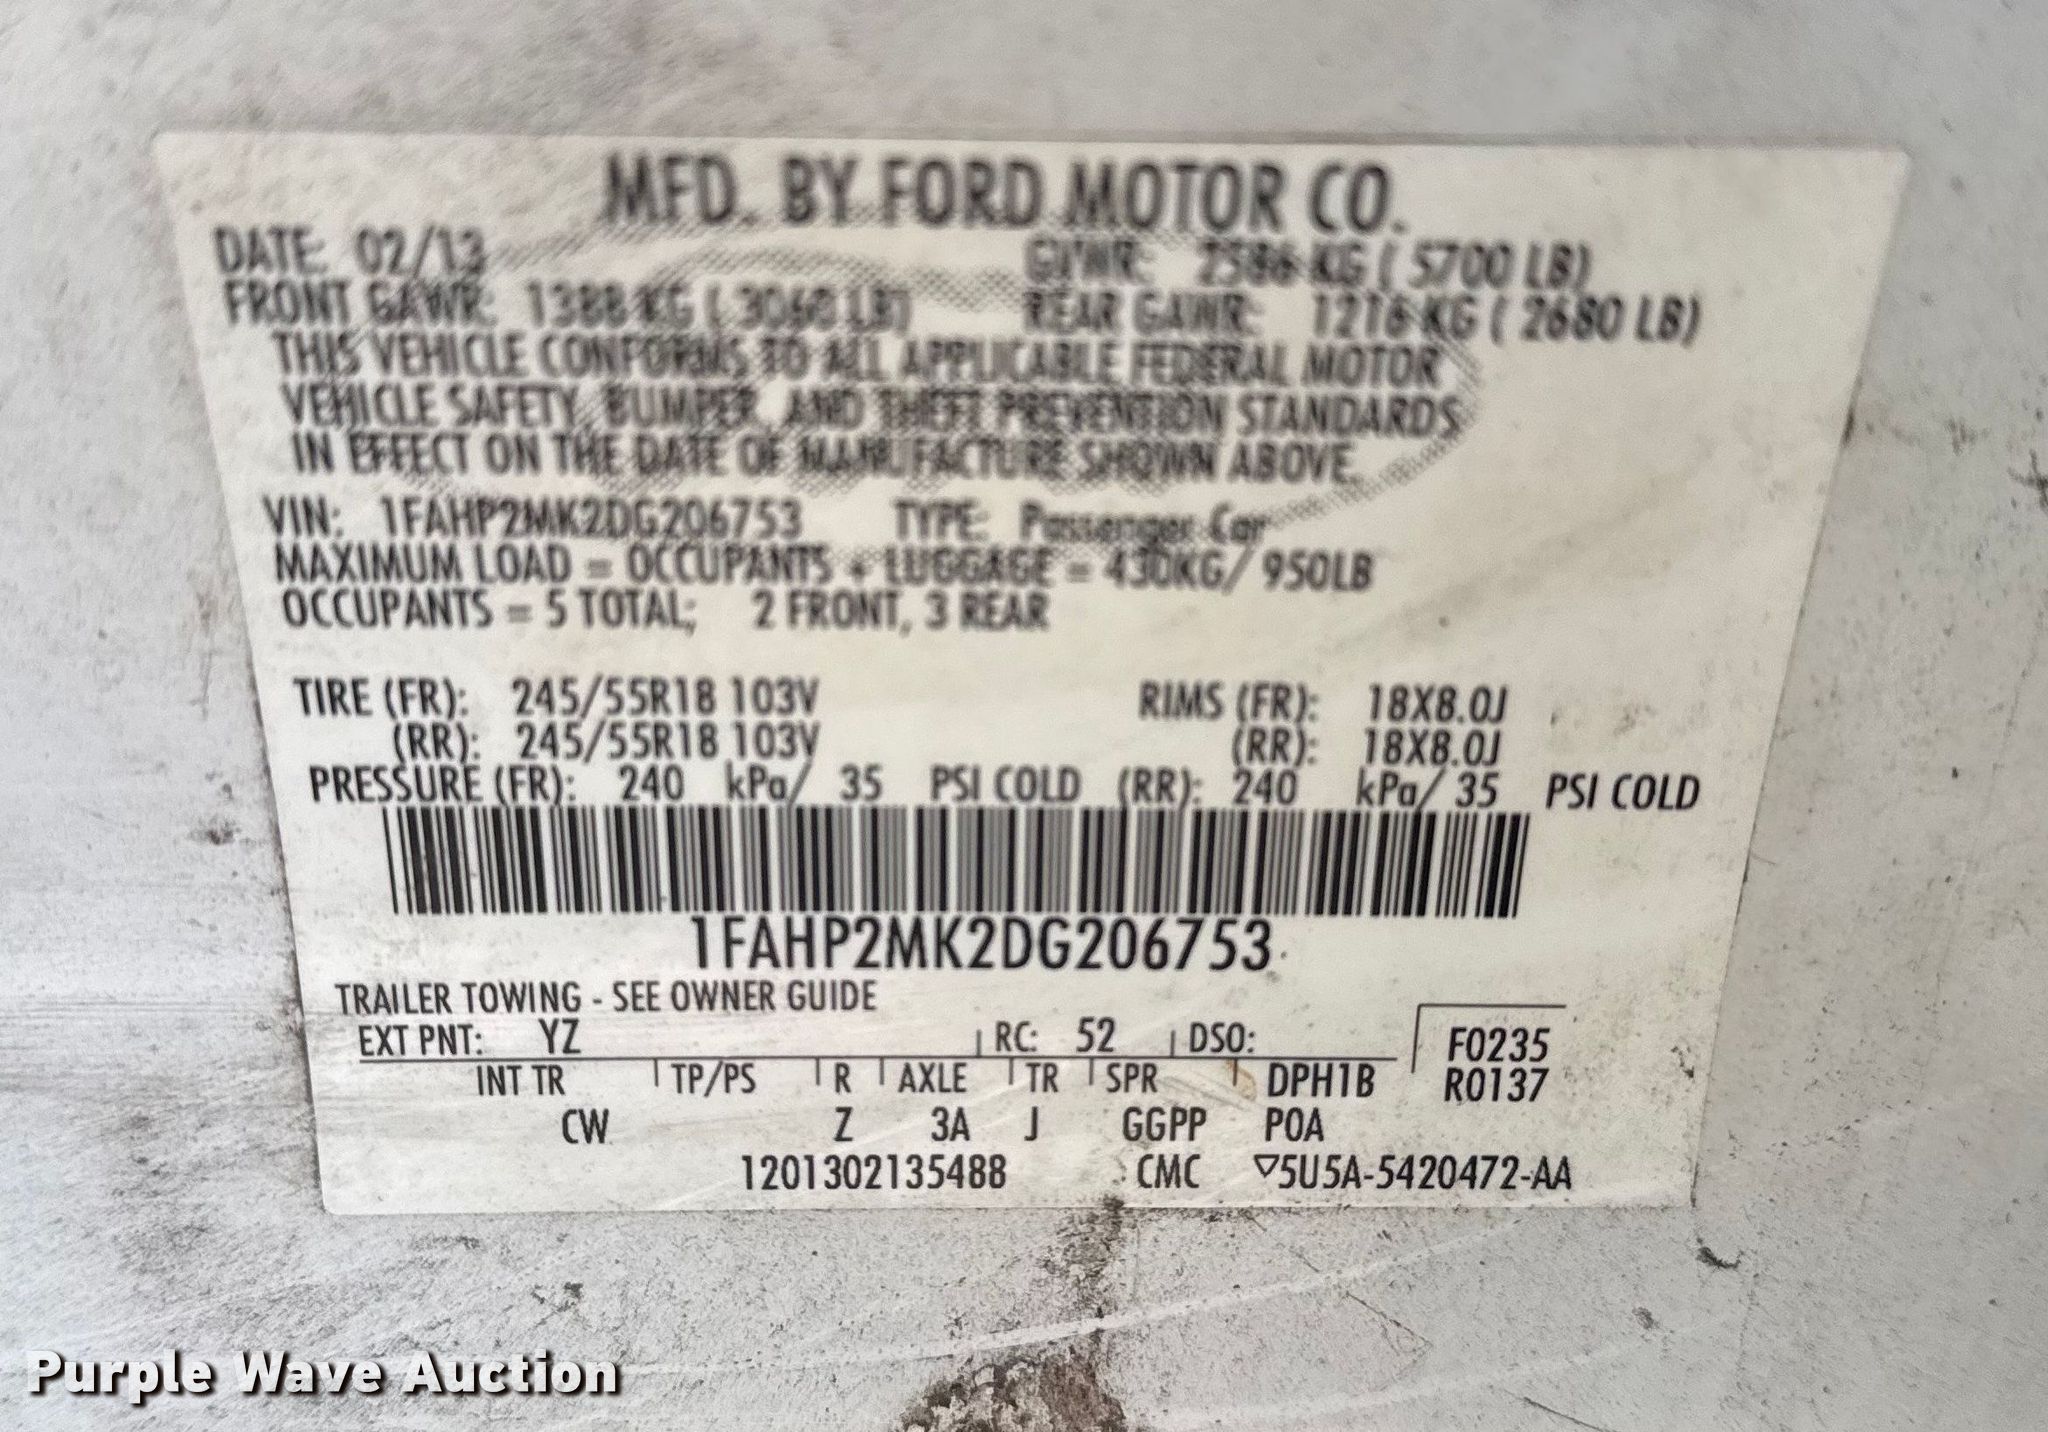 MFD. BY FORD MOTOR CO.
DATE: 02/13 GVWR: 2586 KG ( 5700 LB)
FRONT GAWR: 1388 KG ( 3060 LB) REAR GAWR: 1216 KG ( 2680 LB)
THIS VEHICLE CONFORMS TO ALL APPLICABLE FEDERAL MOTOR
VEHICLE SAFETY, BUMPER, AND THEFT PREVENTION STANDARDS
IN EFFECT ON THE DATE OF MANUFACTURE SHOWN ABOVE.
VIN: 1FAHP2MK2DG206753 TYPE: Passenger Car
MAXIMUM LOAD = OCCUPANTS + LUGGAGE = 430KG/ 950LB
OCCUPANTS = 5 TOTAL; 2 FRONT, 3 REAR
TIRE (FR): 245/55R18 103V RIMS (FR): 18X8.0J
(RR): 245/55R18 103V (RR): 18X8.0J
PRESSURE (FR): 240 kPa/ 35 PSI COLD (RR): 240 kPa/ 35 PSI COLD
1FAHP2MK2DG206753
TRAILER TOWING - SEE OWNER GUIDE
EXT PNT: YZ RC: 52 DSO: F0235
INT TR TP/PS R AXLE TR SPR DPH1B R0137
CW Z 3A J GGPP POA
1201302135488 CMC ▽5U5A-5420472-AA
Purple Wave Auction